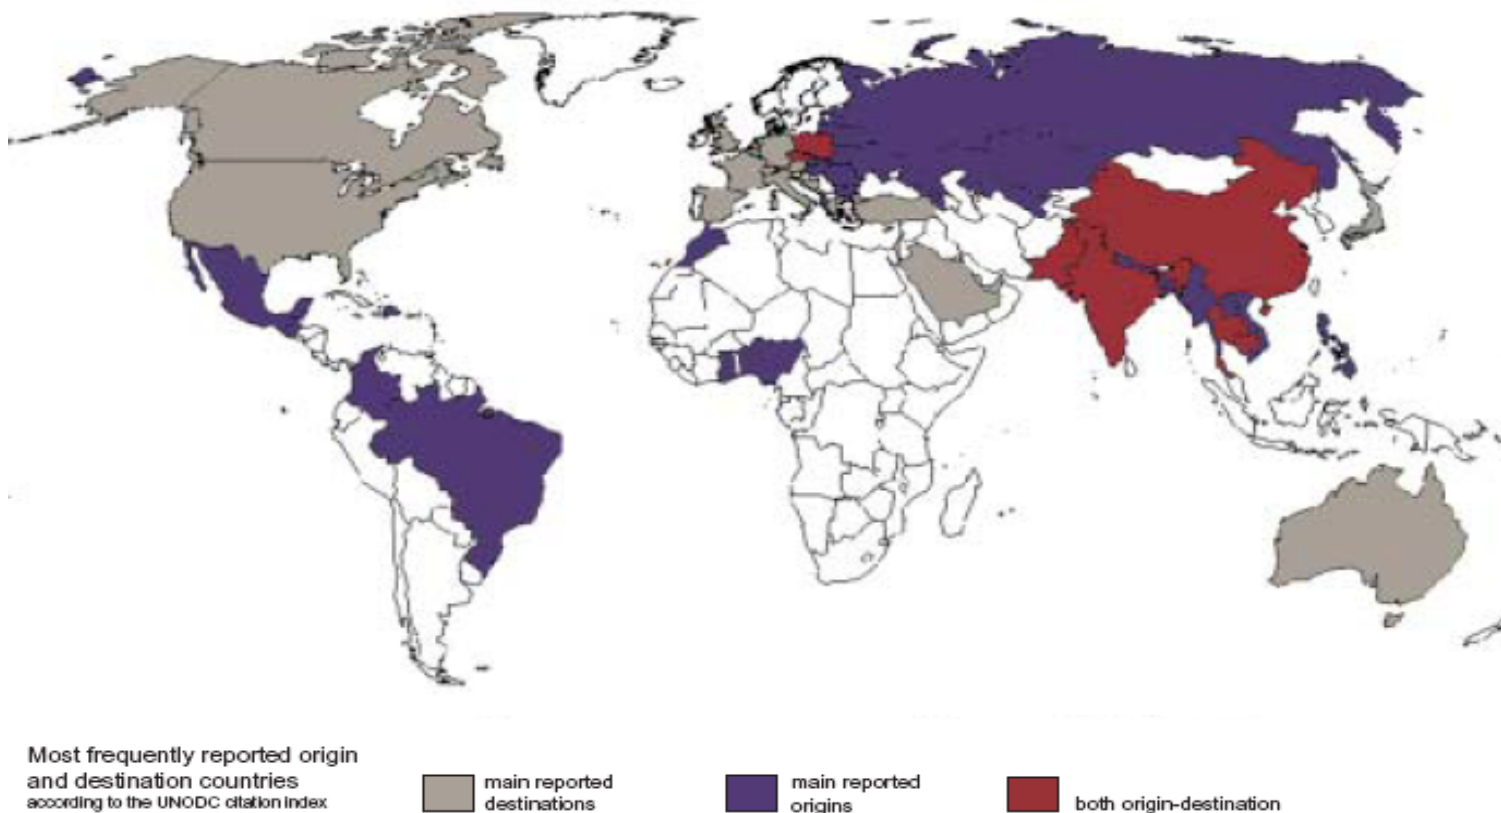 Most frequently reported origin
and destination countries
according to the UNODC citation index
main reported
destinations
main reported
origins
both origin-destination